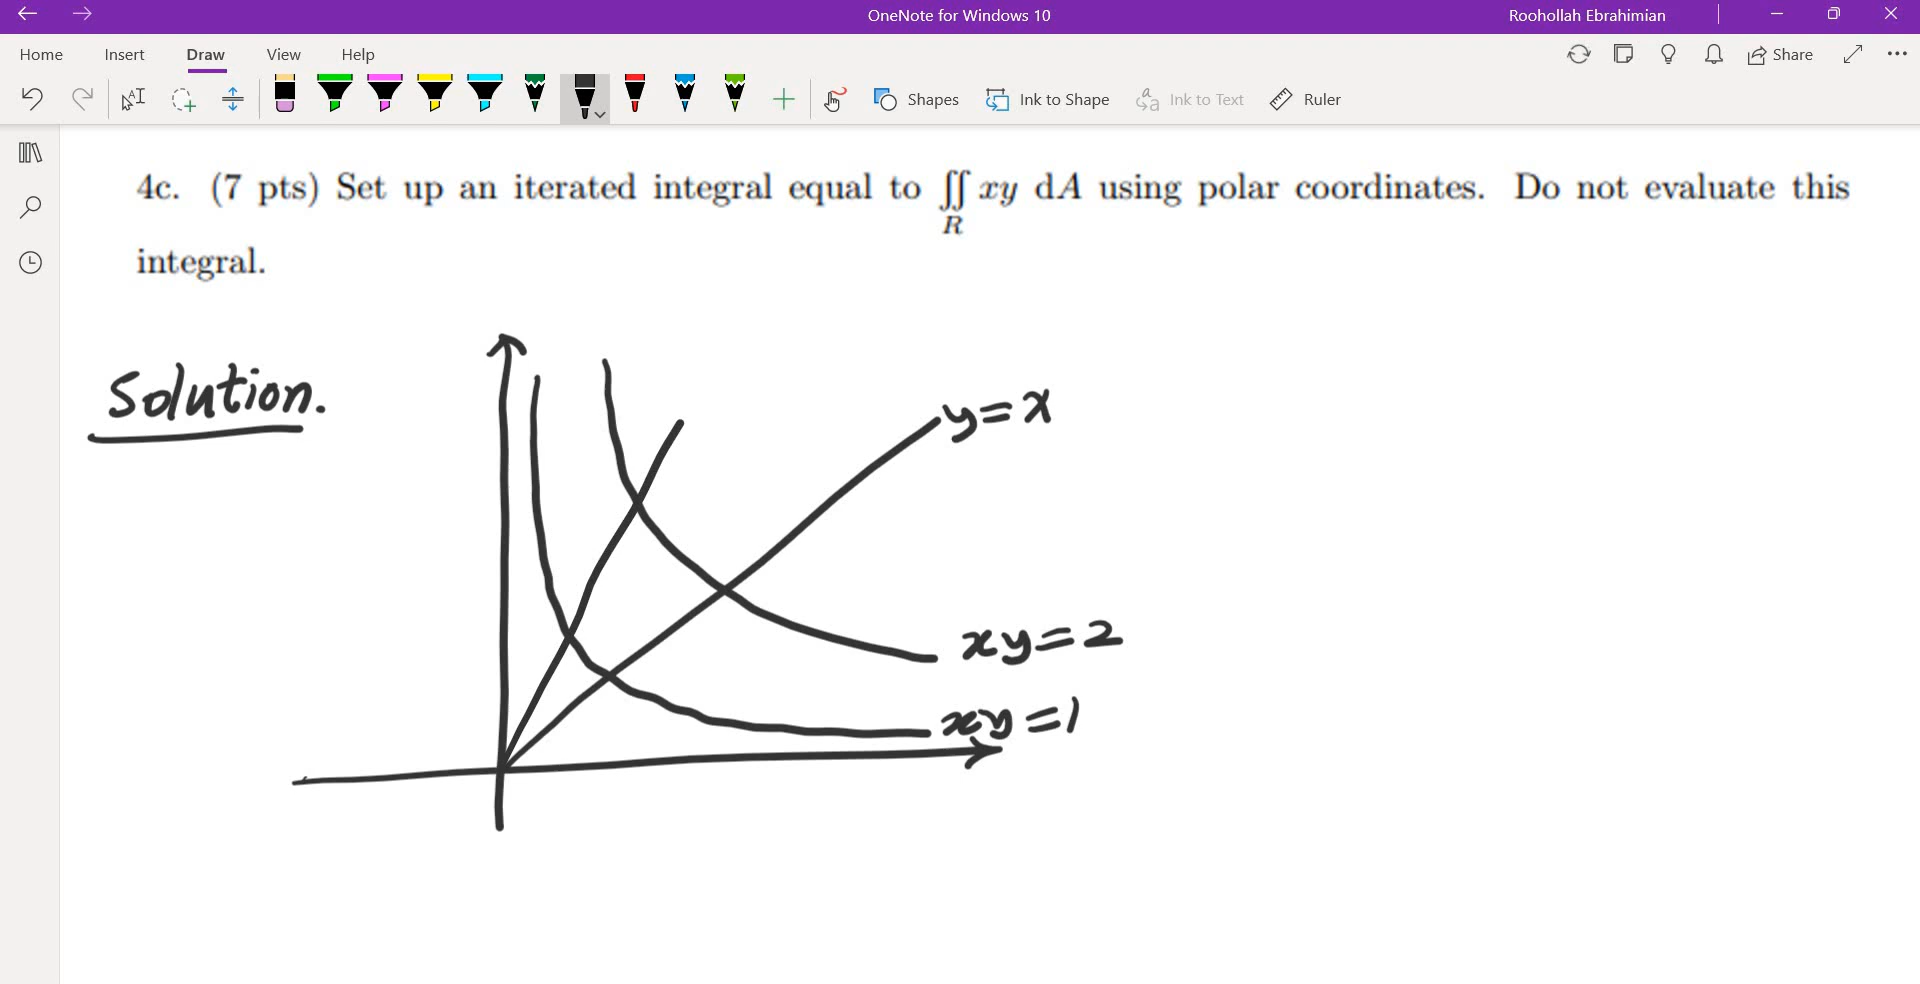 OneNote for Windows 10
Roohollah Ebrahimian
Home Insert Draw View Help
Share
Shapes Ink to Shape Ink to Text Ruler
4c. (7 pts) Set up an iterated integral equal to ∬ xy dA using polar coordinates. Do not evaluate this
R
integral.
Solution.
y=x
xy=2
xy=1